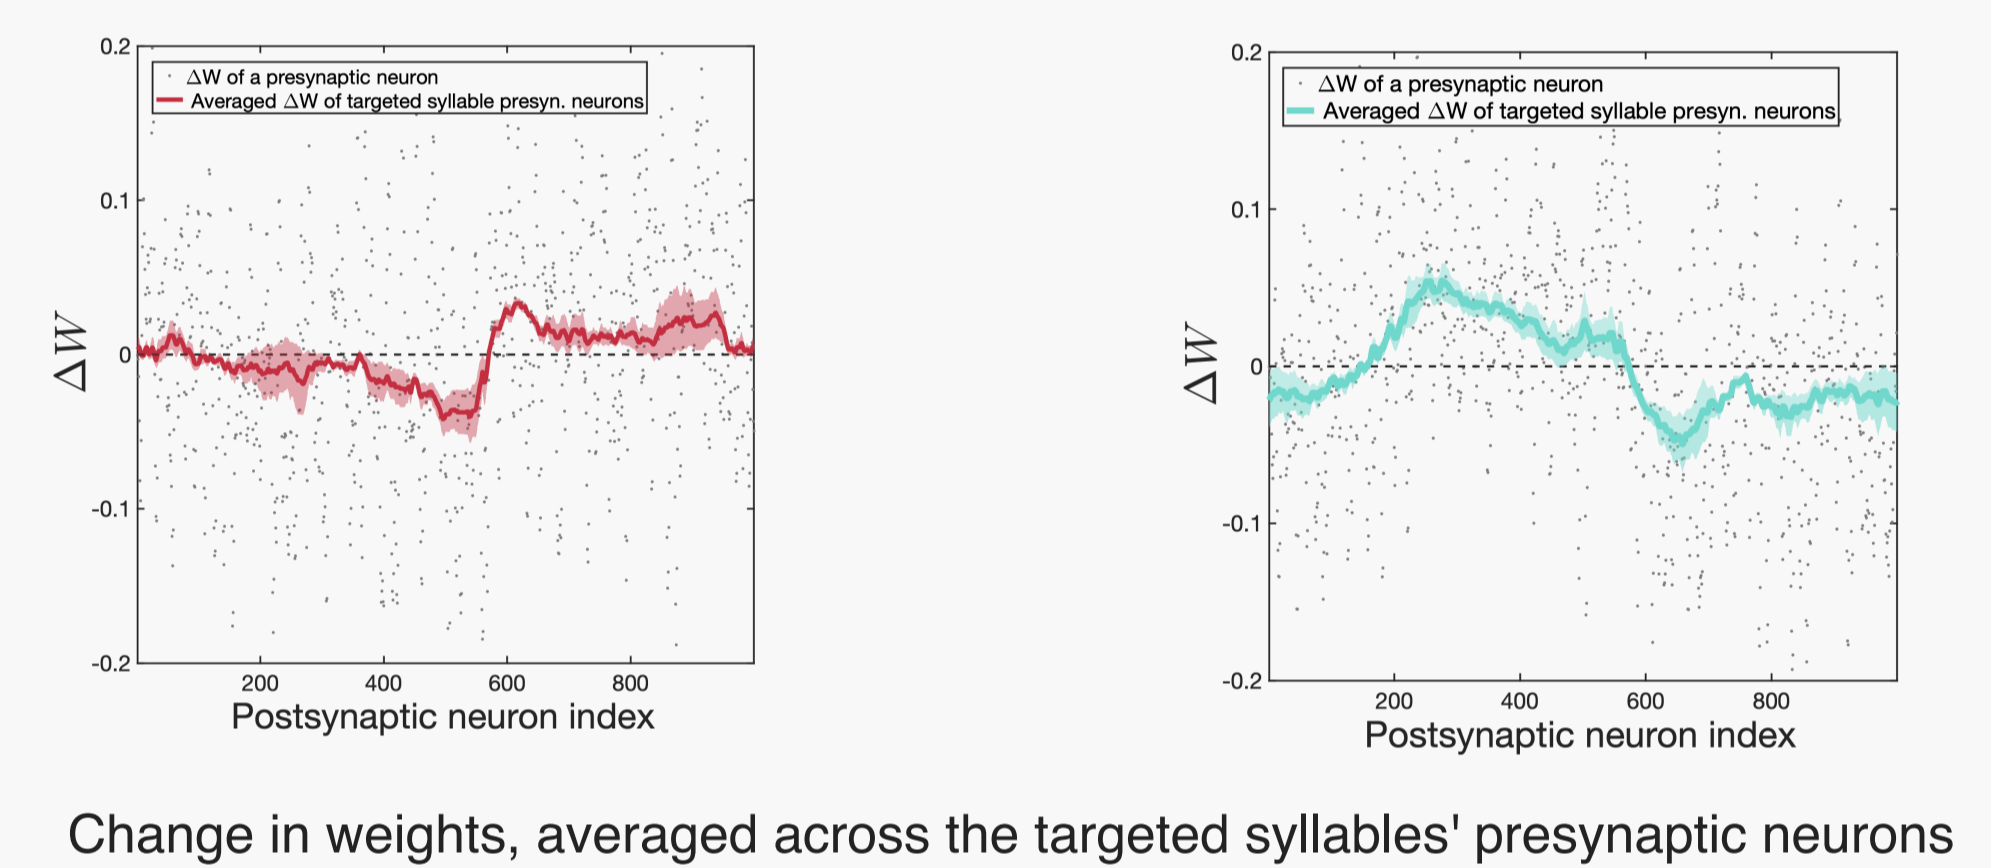 0.2
ΔW of a presynaptic neuron
Averaged ΔW of targeted syllable presyn. neurons
0.1
ΔW
0
-0.1
-0.2
200 400 600 800
Postsynaptic neuron index
0.2
ΔW of a presynaptic neuron
Averaged ΔW of targeted syllable presyn. neurons
0.1
ΔW
0
-0.1
-0.2
200 400 600 800
Postsynaptic neuron index
Change in weights, averaged across the targeted syllables' presynaptic neurons